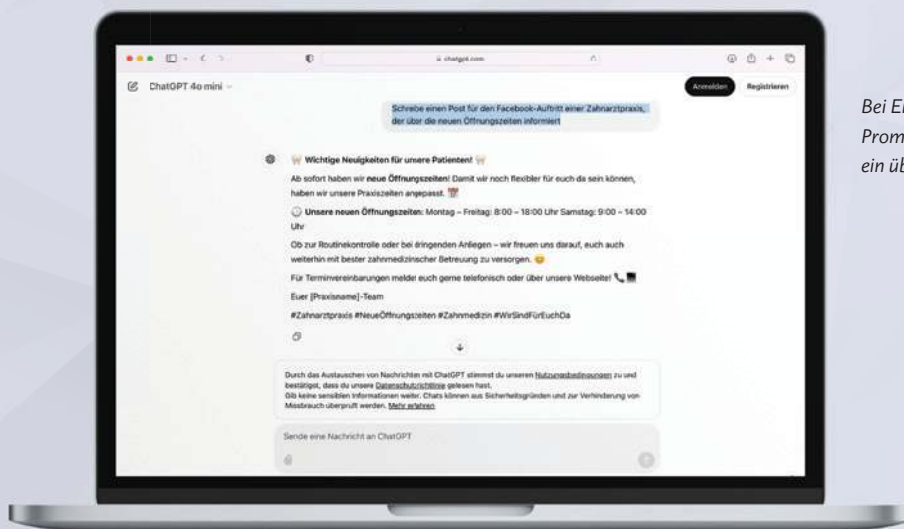 chatgpt.com
ChatGPT 4o mini
Anmelden
Registrieren
Schreibe einen Post für den Facebook-Auftritt einer Zahnarztpraxis,
der über die neuen Öffnungszeiten informiert
Wichtige Neuigkeiten für unsere Patienten!
Ab sofort haben wir neue Öffnungszeiten! Damit wir noch flexibler für euch da sein können,
haben wir unsere Praxiszeiten angepasst.
Unsere neuen Öffnungszeiten: Montag – Freitag: 8:00 – 18:00 Uhr Samstag: 9:00 – 14:00
Uhr
Ob zur Routinekontrolle oder bei dringenden Anliegen – wir freuen uns darauf, euch auch
weiterhin mit bester zahnmedizinischer Betreuung zu versorgen.
Für Terminvereinbarungen meldet euch gerne telefonisch oder über unsere Webseite!
Euer [Praxisname]-Team
#Zahnarztpraxis #NeueÖffnungszeiten #Zahnmedizin #WirSindFürEuchDa
Durch das Austauschen von Nachrichten mit ChatGPT stimmst du unseren Nutzungsbedingungen zu und
bestätigst, dass du unsere Datenschutzrichtlinie gelesen hast.
Gib keine sensiblen Informationen weiter. Chats können aus Sicherheitsgründen und zur Verhinderung von
Missbrauch überprüft werden. Mehr erfahren
Sende eine Nachricht an ChatGPT
Bei
Prom
ein üb